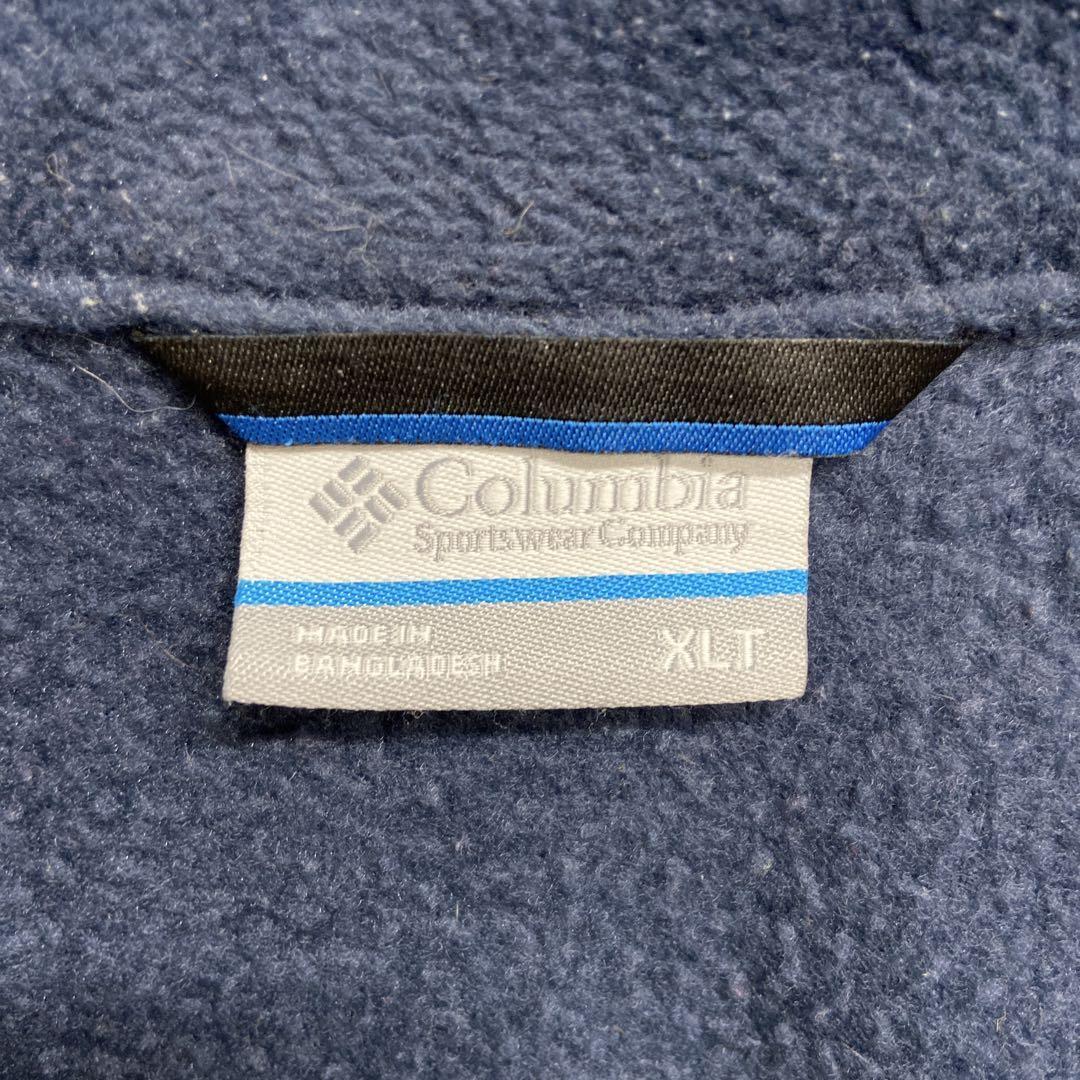 Columbia
Sportswear Company
MADE IN
BANGLADESH
XLT